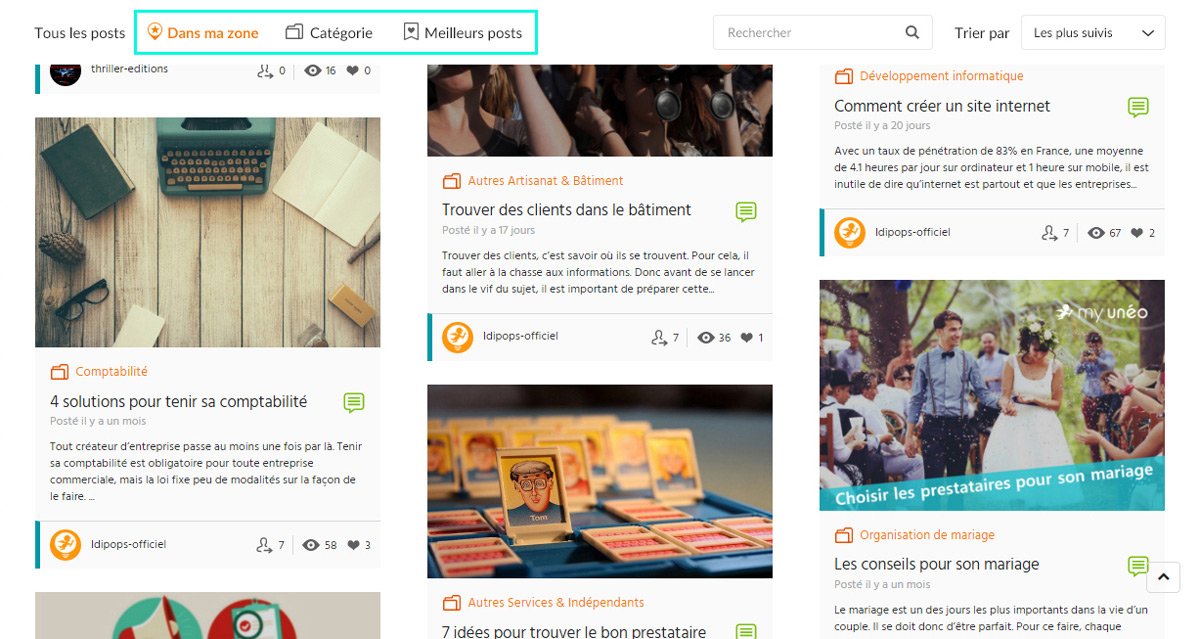 Tous les posts
Dans ma zone
Catégorie
Meilleurs posts
Rechercher
Trier par
Les plus suivis
thriller-editions
0
16
0
Comptabilité
4 solutions pour tenir sa comptabilité
Posté il y a un mois
Tout créateur d’entreprise passe au moins une fois par là. Tenir
sa comptabilité est obligatoire pour toute entreprise
commerciale, mais la loi fixe peu de modalités sur la façon de
le faire. ...
Idipops-officiel
7
58
3
Autres Artisanat & Bâtiment
Trouver des clients dans le bâtiment
Posté il y a 17 jours
Trouver des clients, c’est savoir où ils se trouvent. Pour cela, il
faut aller à la chasse aux informations. Donc avant de se lancer
dans le vif du sujet, il est important de préparer cette...
Idipops-officiel
7
36
1
Tom
Autres Services & Indépendants
7 idées pour trouver le bon prestataire
Développement informatique
Comment créer un site internet
Posté il y a 20 jours
Avec un taux de pénétration de 83% en France, une moyenne
de 4.1 heures par jour sur ordinateur et 1 heure sur mobile, il est
inutile de dire qu’internet est partout et que les entreprises...
Idipops-officiel
7
67
2
my unéo
Choisir les prestataires pour son mariage
Organisation de mariage
Les conseils pour son mariage
Posté il y a un mois
Le mariage est un des jours les plus importants dans la vie d’un
couple. Il se doit donc d’être parfait. Pour ce faire, chaque